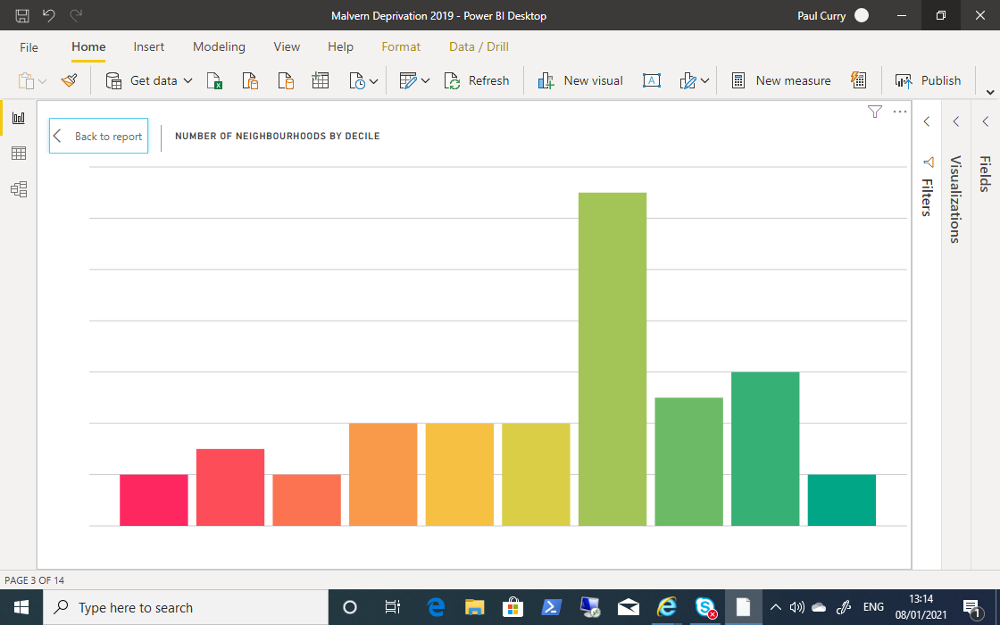 Malvern Deprivation 2019 - Power BI Desktop
Paul Curry
File Home Insert Modeling View Help Format Data / Drill
Get data Refresh New visual A New measure Publish
Back to report
NUMBER OF NEIGHBOURHOODS BY DECILE
Filters
Visualizations
Fields
PAGE 3 OF 14
Type here to search
ENG
13:14
08/01/2021
1